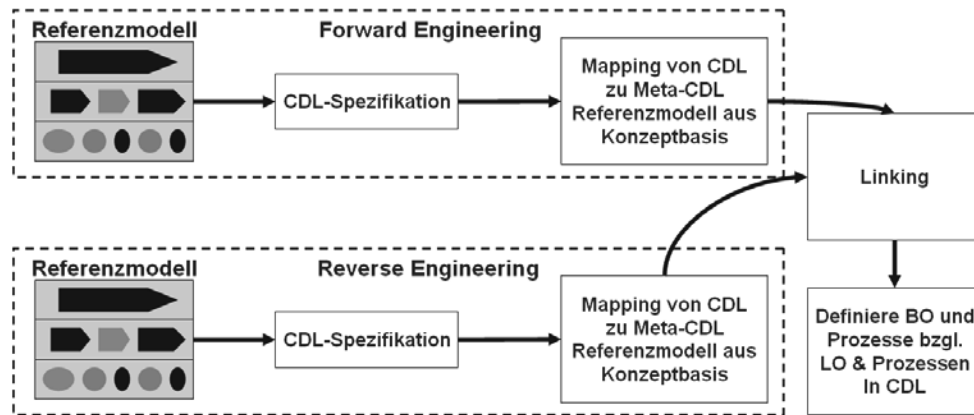 Referenzmodell
Forward Engineering
CDL-Spezifikation
Mapping von CDL
zu Meta-CDL
Referenzmodell aus
Konzeptbasis
Linking
Referenzmodell
Reverse Engineering
CDL-Spezifikation
Mapping von CDL
zu Meta-CDL
Referenzmodell aus
Konzeptbasis
Definiere BO und
Prozesse bzgl.
LO & Prozessen
In CDL